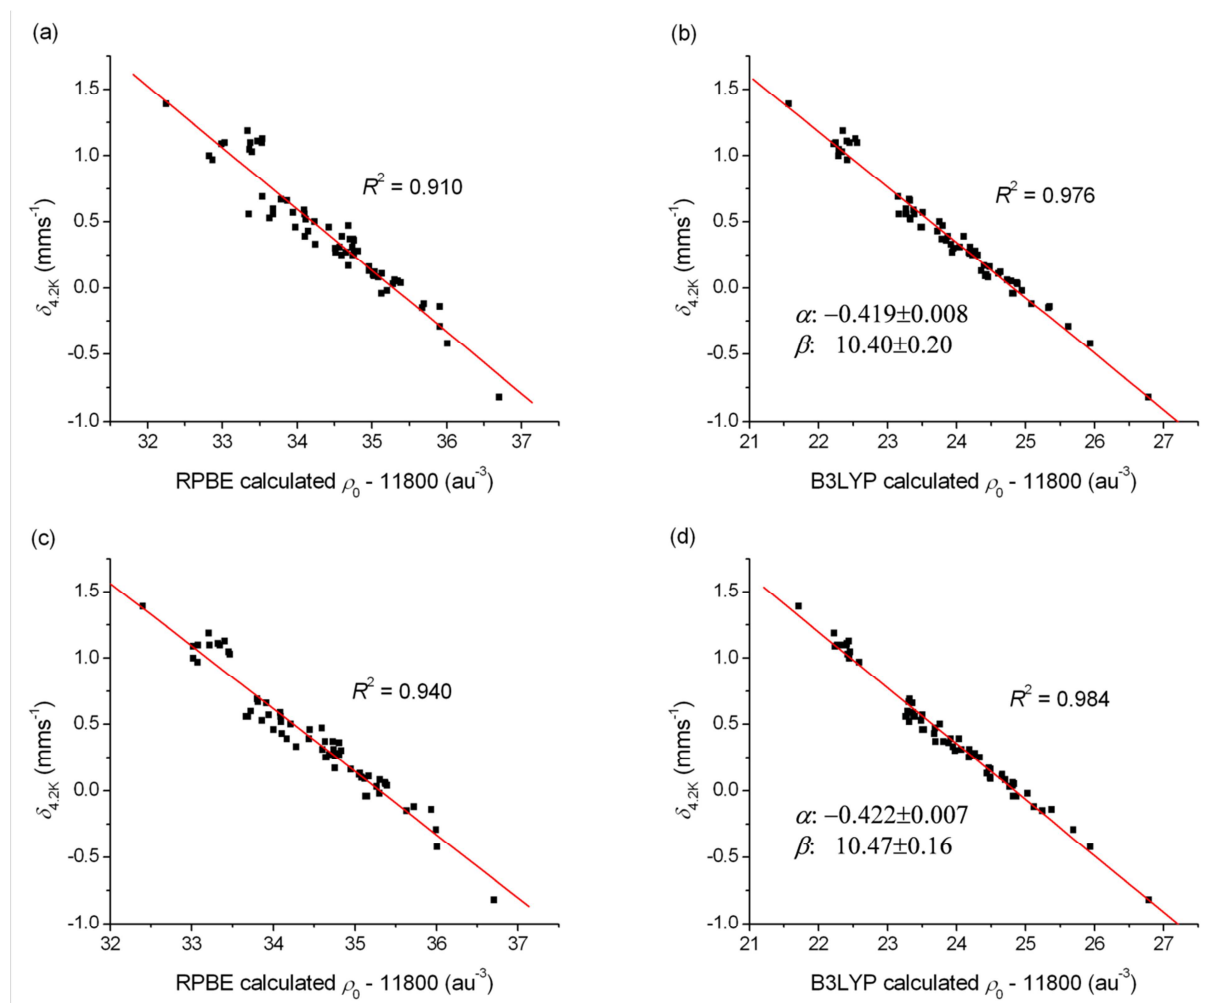 (a)
1.5
1.0
0.5
0.0
-0.5
-1.0
δ4.2K (mms-1)
R2 = 0.910
32 33 34 35 36 37
RPBE calculated ρ0 - 11800 (au-3)
(b)
1.5
1.0
0.5
0.0
-0.5
-1.0
δ4.2K (mms-1)
R2 = 0.976
α: −0.419±0.008
β: 10.40±0.20
21 22 23 24 25 26 27
B3LYP calculated ρ0 - 11800 (au-3)
(c)
1.5
1.0
0.5
0.0
-0.5
-1.0
δ4.2K (mms-1)
R2 = 0.940
32 33 34 35 36 37
RPBE calculated ρ0 - 11800 (au-3)
(d)
1.5
1.0
0.5
0.0
-0.5
-1.0
δ4.2K (mms-1)
R2 = 0.984
α: −0.422±0.007
β: 10.47±0.16
21 22 23 24 25 26 27
B3LYP calculated ρ0 - 11800 (au-3)